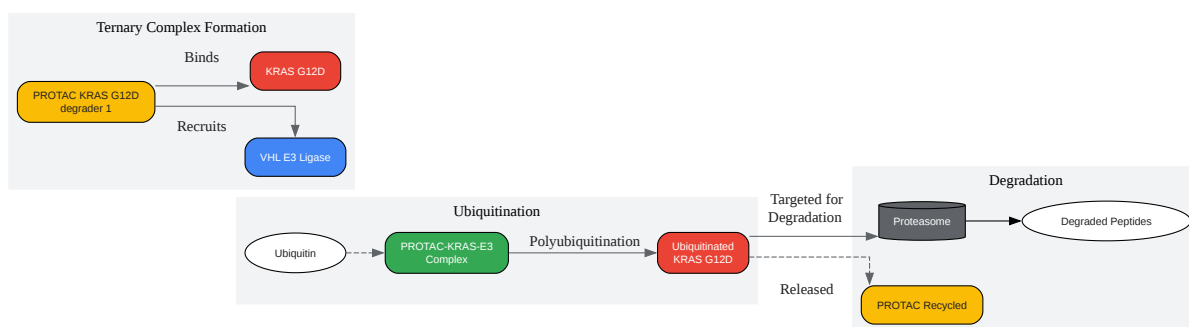 Ternary Complex Formation
Binds
KRAS G12D
PROTAC KRAS G12D
degrader 1
Recruits
VHL E3 Ligase
Ubiquitination
Ubiquitin
PROTAC-KRAS-E3
Complex
Polyubiquitination
Ubiquitinated
KRAS G12D
Targeted for
Degradation
Released
Degradation
Proteasome
Degraded Peptides
PROTAC Recycled